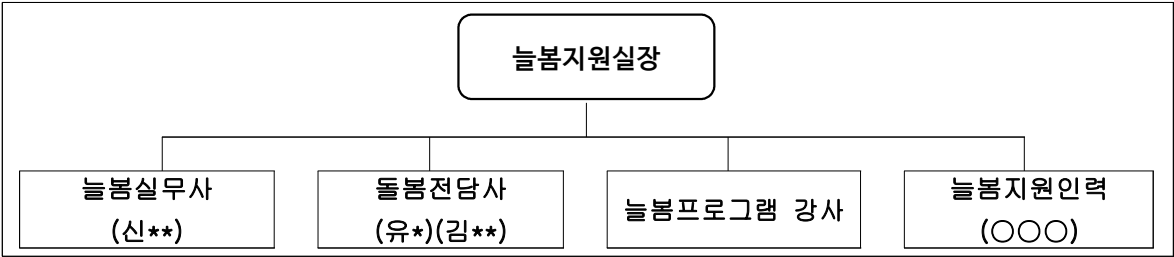 늘봄지원실장
늘봄실무사
(신**)
돌봄전담사
(유*)(김**)
늘봄프로그램 강사
늘봄지원인력
(○○○)